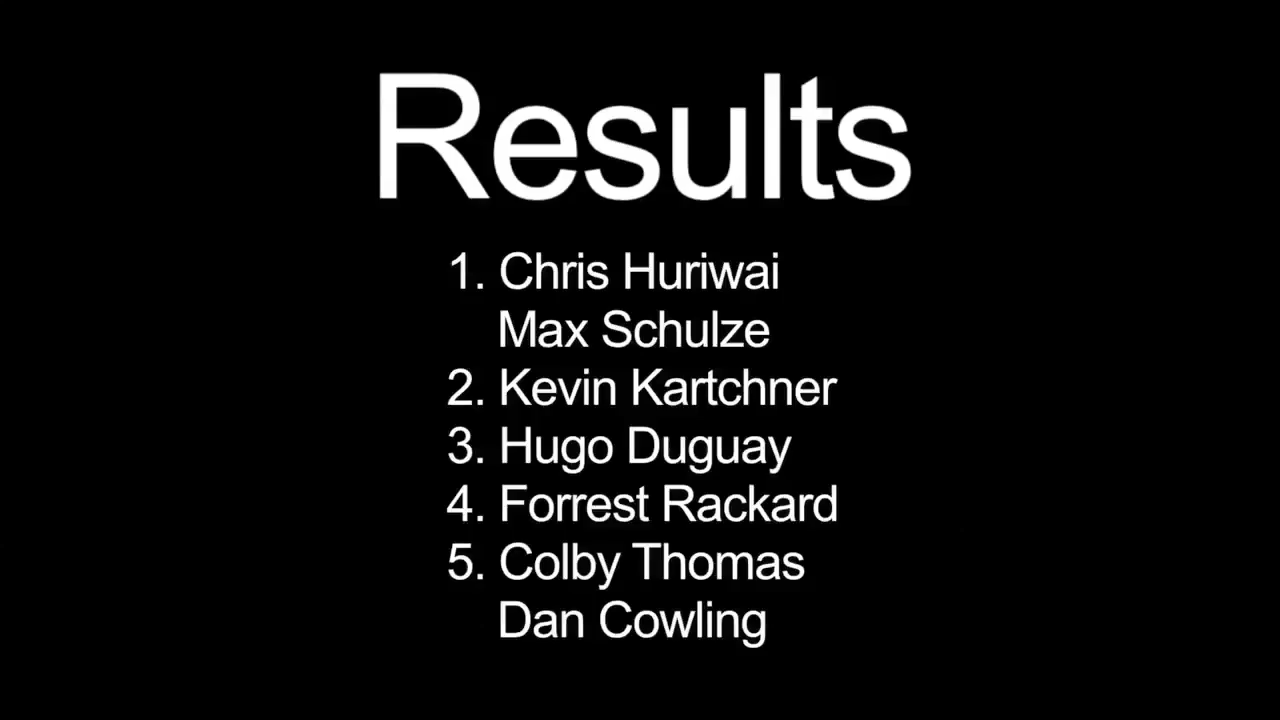 Results
1. Chris Huriwai
Max Schulze
2. Kevin Kartchner
3. Hugo Duguay
4. Forrest Rackard
5. Colby Thomas
Dan Cowling